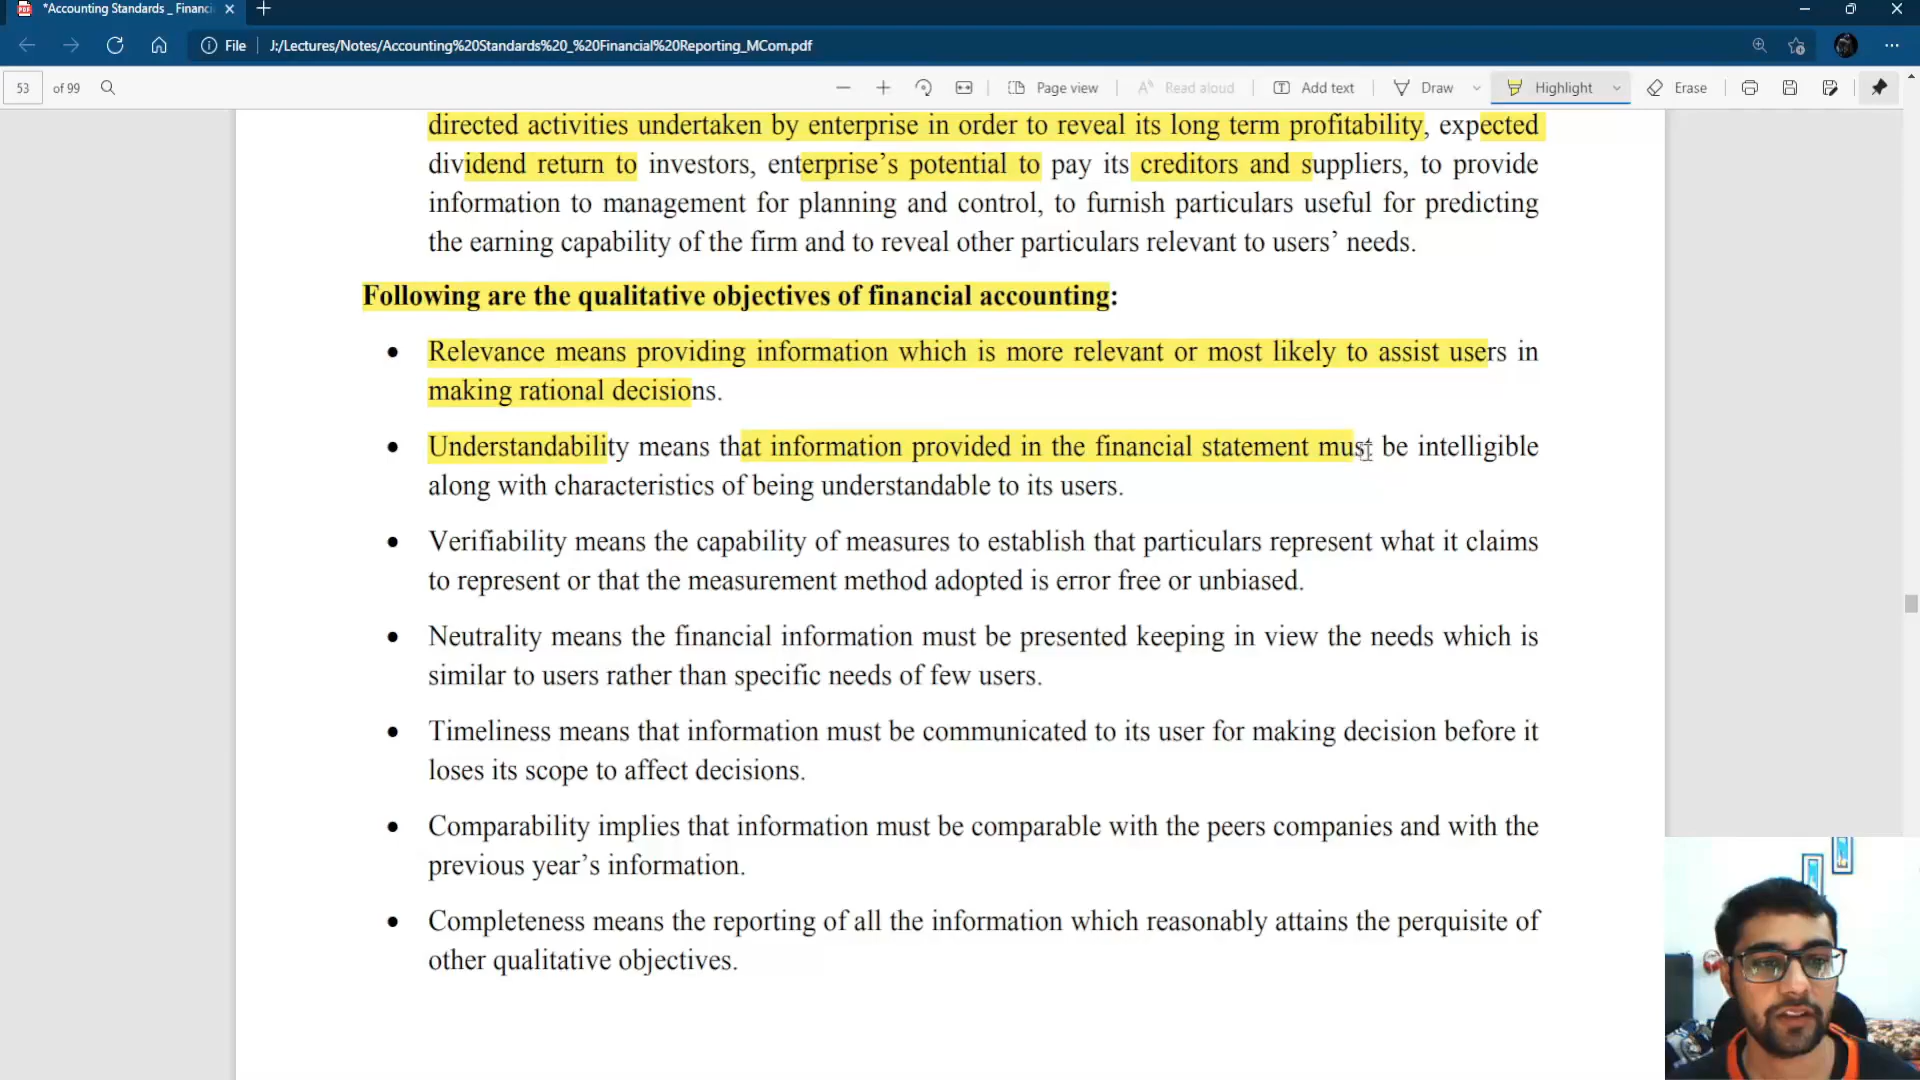 *Accounting Standards _ Financi
File
J:/Lectures/Notes/Accounting%20Standards%20_%20Financial%20Reporting_MCom.pdf
53 of 99
Page view
Read aloud
Add text
Draw
Highlight
Erase
directed activities undertaken by enterprise in order to reveal its long term profitability, expected
dividend return to investors, enterprise’s potential to pay its creditors and suppliers, to provide
information to management for planning and control, to furnish particulars useful for predicting
the earning capability of the firm and to reveal other particulars relevant to users’ needs.
Following are the qualitative objectives of financial accounting:
• Relevance means providing information which is more relevant or most likely to assist users in
making rational decisions.
• Understandability means that information provided in the financial statement must be intelligible
along with characteristics of being understandable to its users.
• Verifiability means the capability of measures to establish that particulars represent what it claims
to represent or that the measurement method adopted is error free or unbiased.
• Neutrality means the financial information must be presented keeping in view the needs which is
similar to users rather than specific needs of few users.
• Timeliness means that information must be communicated to its user for making decision before it
loses its scope to affect decisions.
• Comparability implies that information must be comparable with the peers companies and with the
previous year’s information.
• Completeness means the reporting of all the information which reasonably attains the perquisite of
other qualitative objectives.